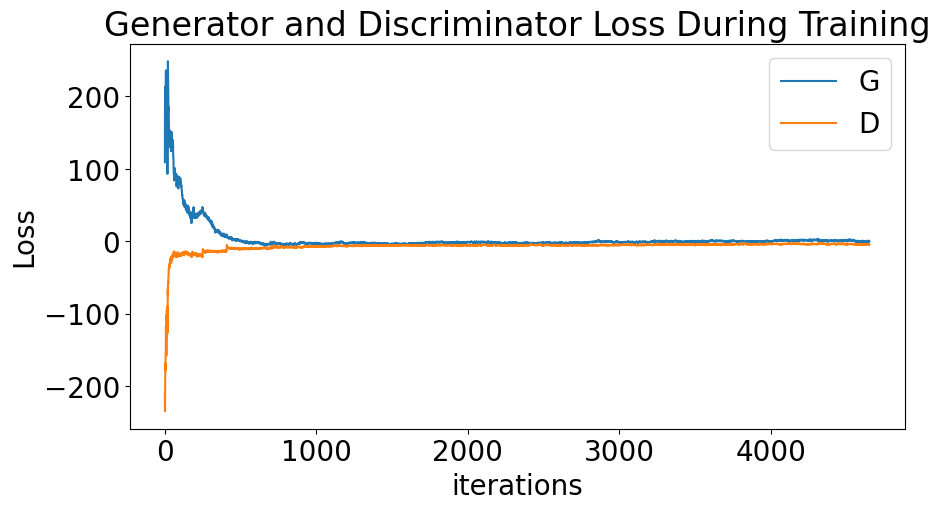 Generator and Discriminator Loss During Training
G
D
200
100
0
−100
−200
Loss
0 1000 2000 3000 4000
iterations